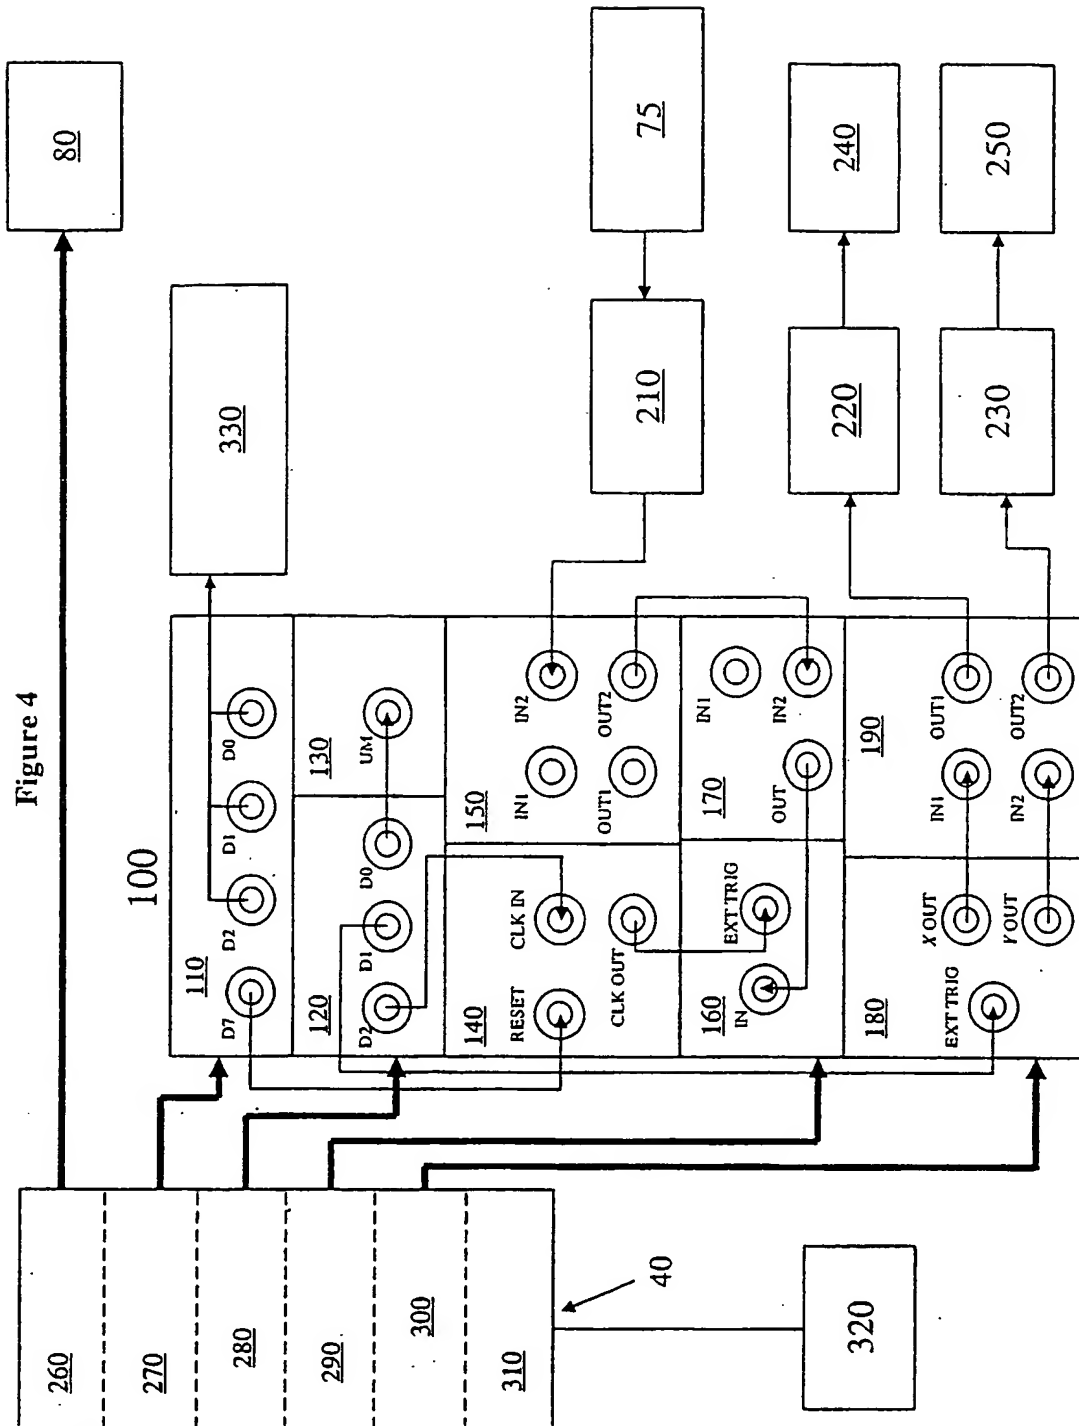 Figure 4
80
330
75
210
240
220
250
230
100
110
D7
D2
D1
D0
120
D2
D1
D0
130
UM
140
RESET
CLK IN
CLK OUT
150
IN1
IN2
OUT1
OUT2
160
IN
EXT TRIG
170
OUT
IN1
IN2
180
EXT TRIG
X OUT
Y OUT
190
IN1
OUT1
IN2
OUT2
260
270
280
290
300
310
40
320